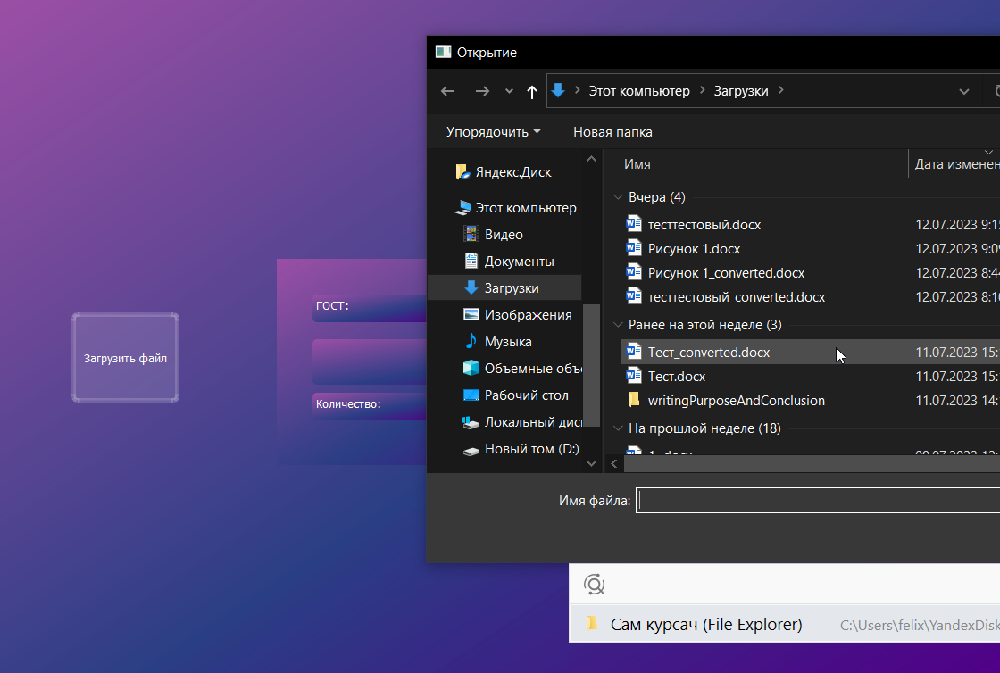 Открытие
Этот компьютер
Загрузки
Упорядочить
Новая папка
Яндекс.Диск
Этот компьютер
Видео
Документы
Загрузки
Изображения
Музыка
Объемные объ
Рабочий стол
Локальный дис
Новый том (D:)
Имя
Дата изменен
Вчера (4)
тесттестовый.docx 12.07.2023 9:1
Рисунок 1.docx 12.07.2023 9:0
Рисунок 1_converted.docx 12.07.2023 8:4
тесттестовый_converted.docx 12.07.2023 8:1
Ранее на этой неделе (3)
Тест_converted.docx 11.07.2023 15:
Тест.docx 11.07.2023 15:
writingPurposeAndConclusion 11.07.2023 14:
На прошлой неделе (18)
Имя файла:
Загрузить файл
ГОСТ:
Количество:
Сам курсач (File Explorer) C:\Users\felix\YandexDisk